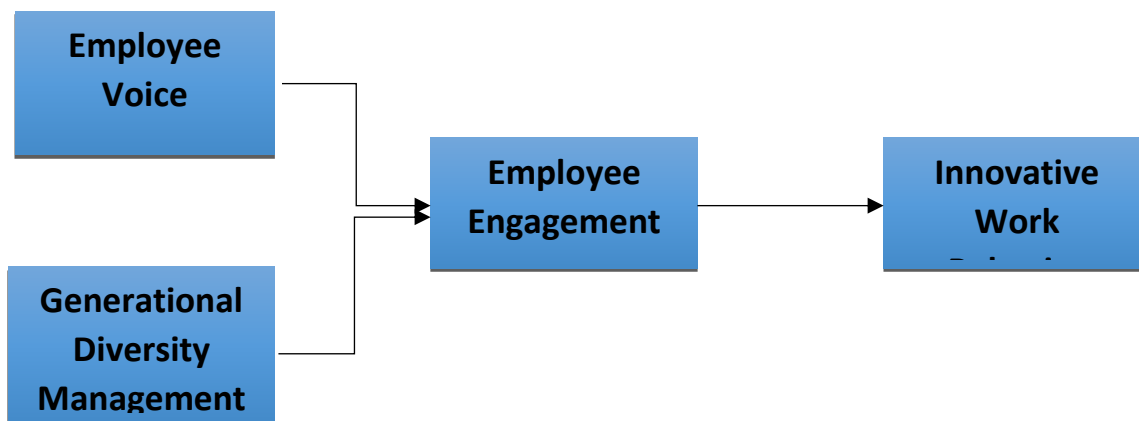 Employee
Voice
Employee
Engagement
Innovative
Work
Generational
Diversity
Management